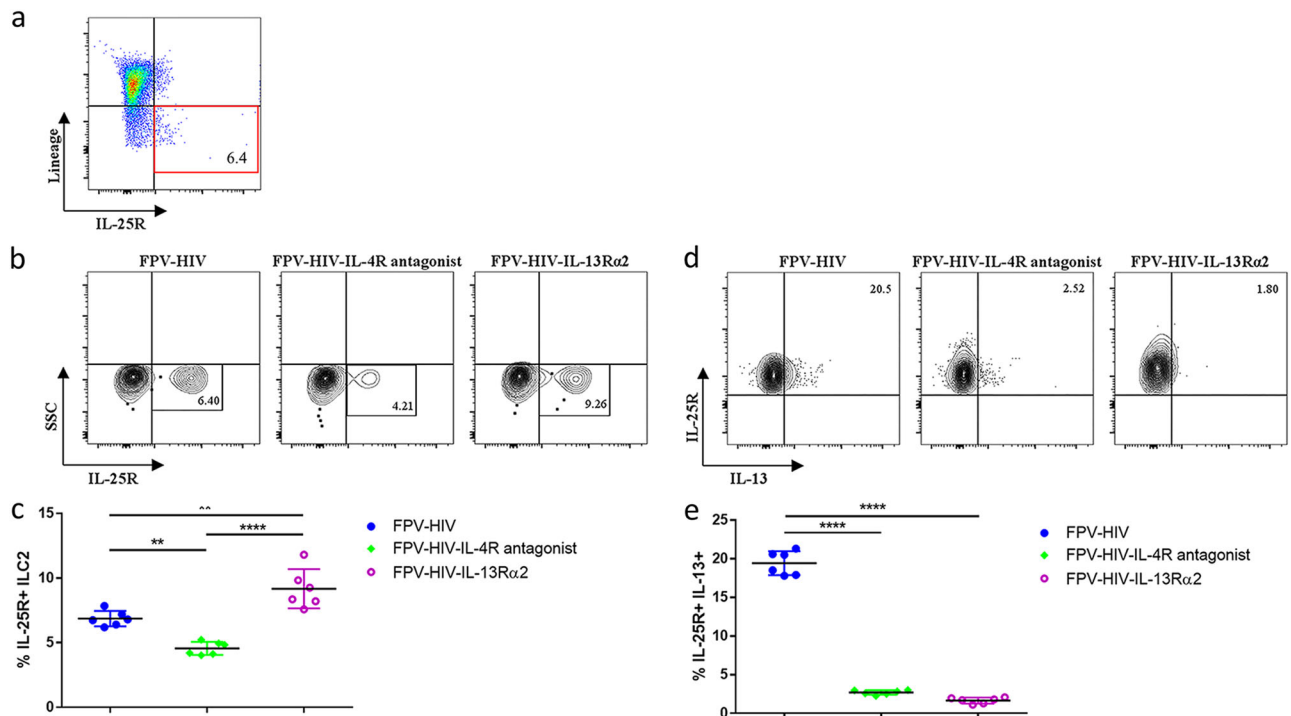 a
Lineage
6.4
IL-25R
b
FPV-HIV
FPV-HIV-IL-4R antagonist
FPV-HIV-IL-13Rα2
SSC
6.40
4.21
9.26
IL-25R
c
% IL-25R+ ILC2
15
10
5
0
**
****
FPV-HIV
FPV-HIV-IL-4R antagonist
FPV-HIV-IL-13Rα2
d
FPV-HIV
FPV-HIV-IL-4R antagonist
FPV-HIV-IL-13Rα2
IL-25R
20.5
2.52
1.80
IL-13
e
% IL-25R+ IL-13+
25
20
15
10
5
0
****
****
FPV-HIV
FPV-HIV-IL-4R antagonist
FPV-HIV-IL-13Rα2